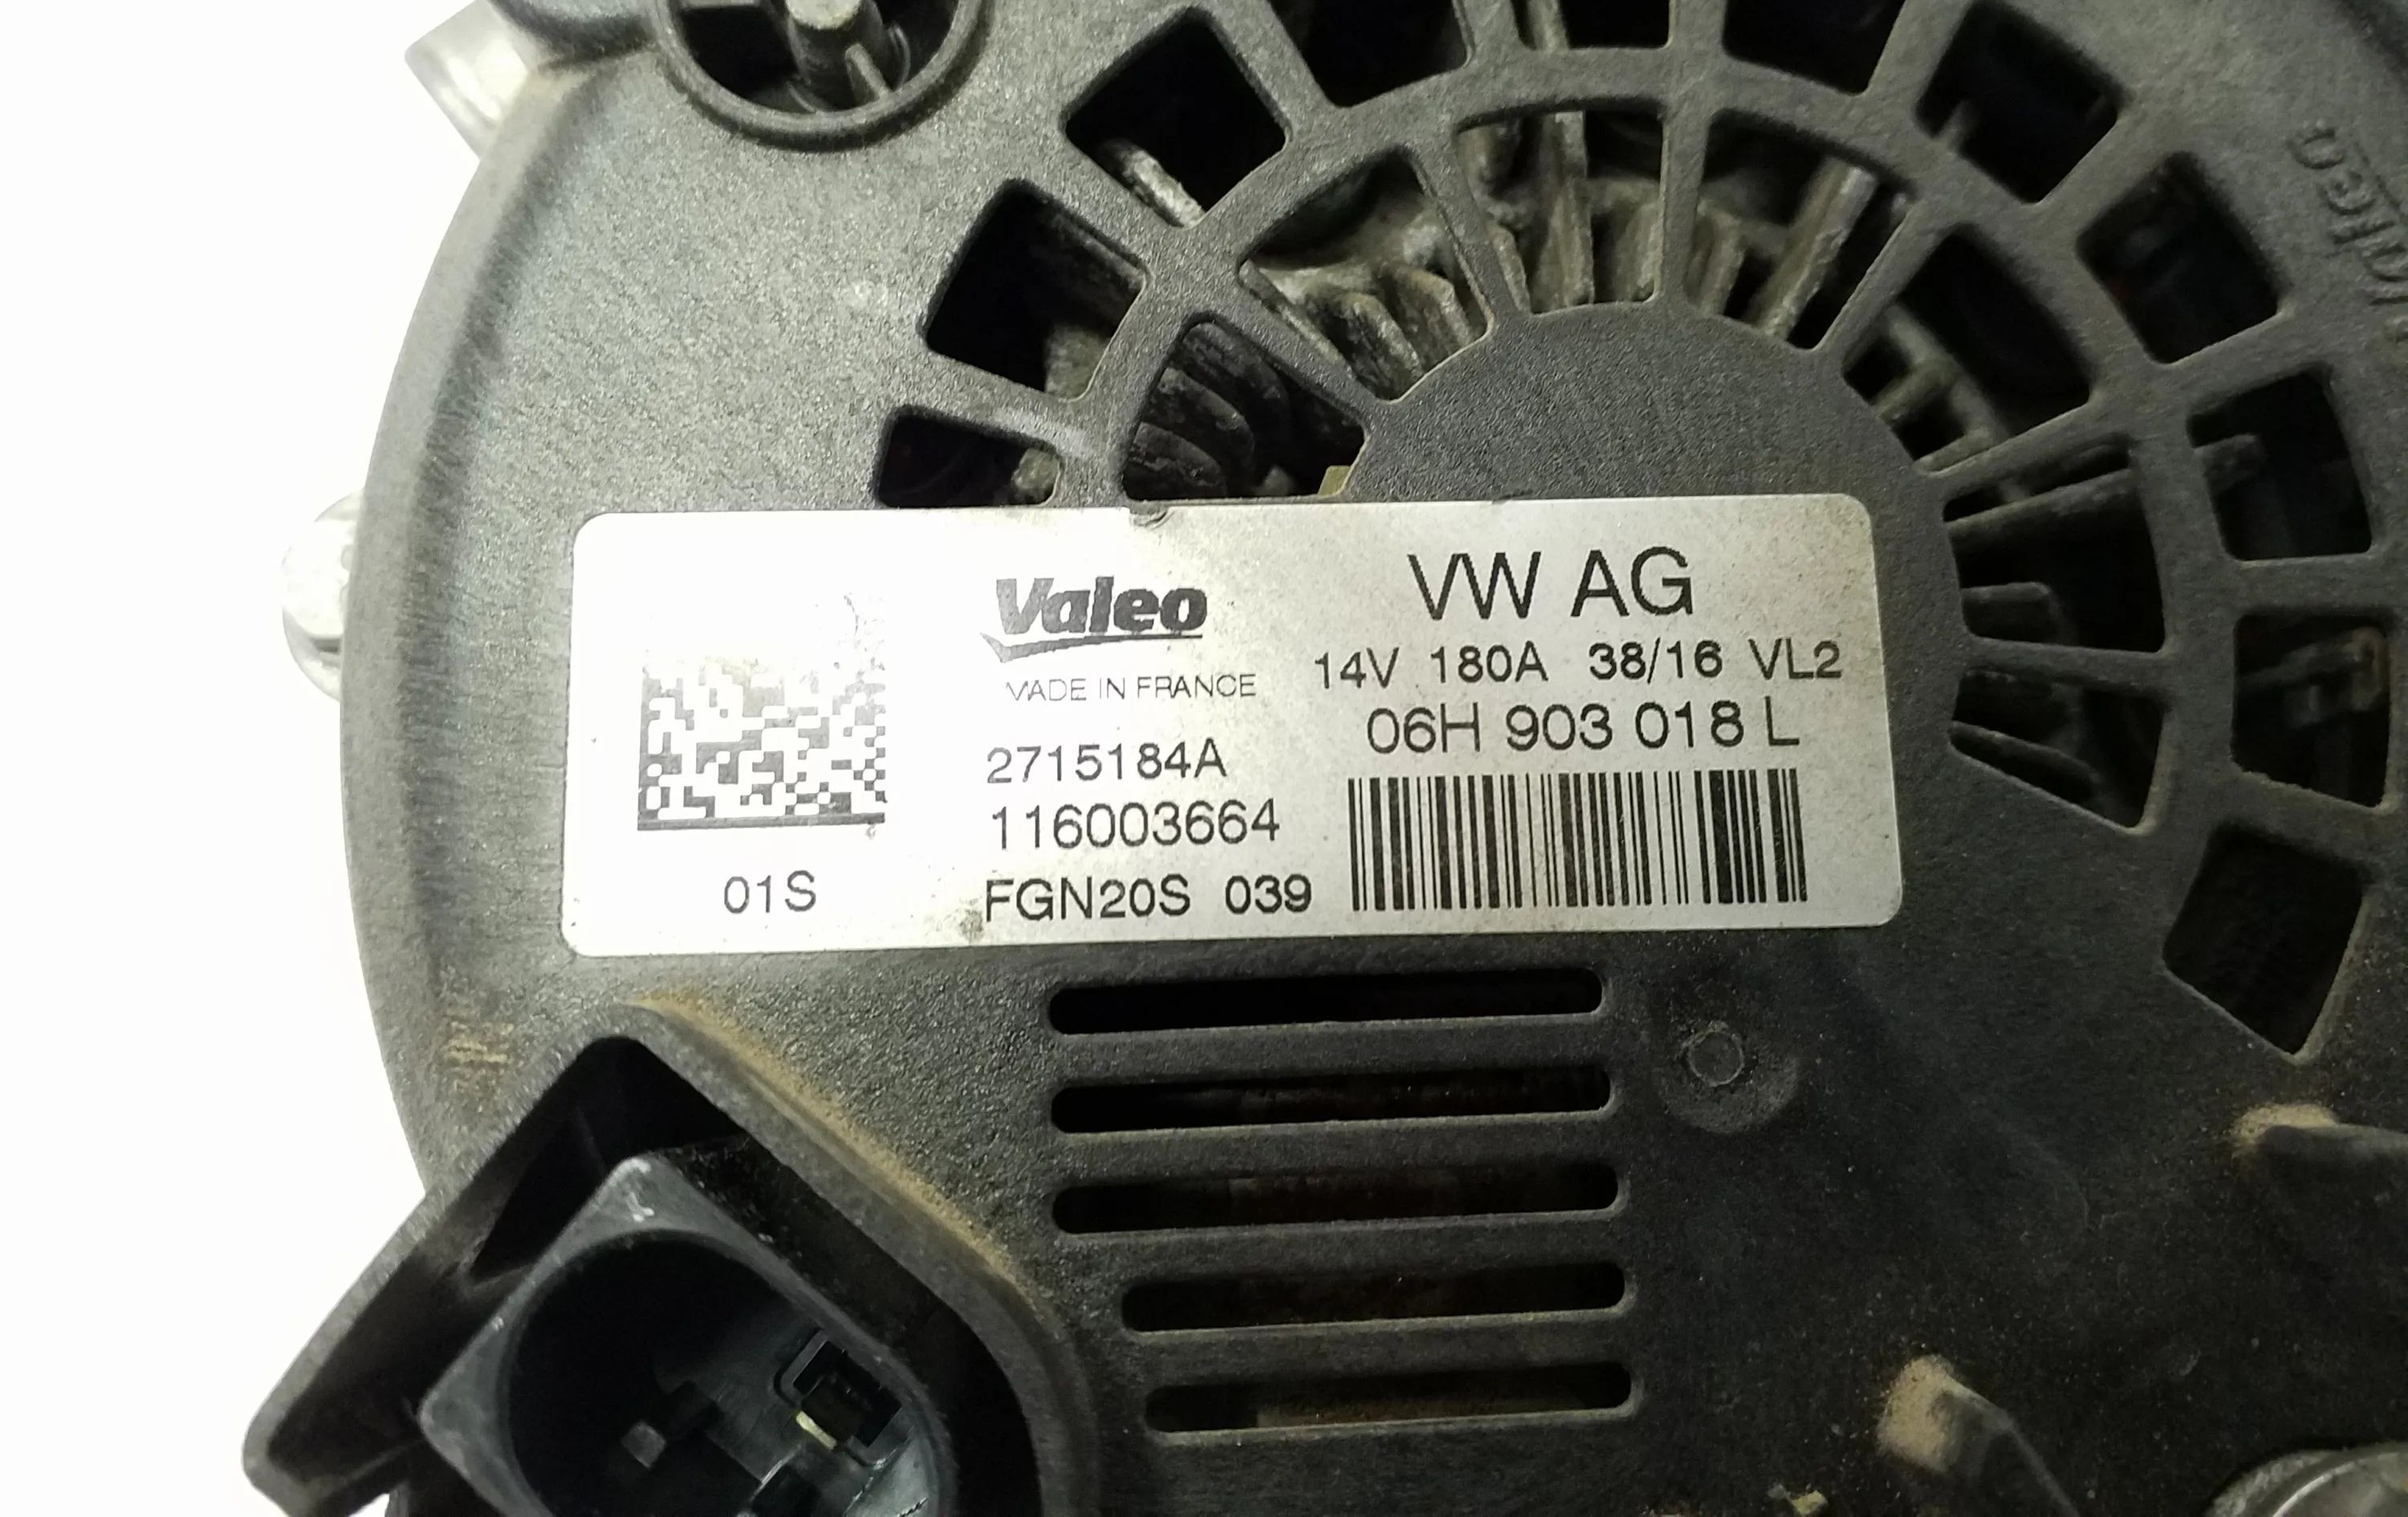 Valeo
MADE IN FRANCE
2715184A
116003664
FGN20S 039
01S
VW AG
14V 180A 38/16 VL2
06H 903 018 L